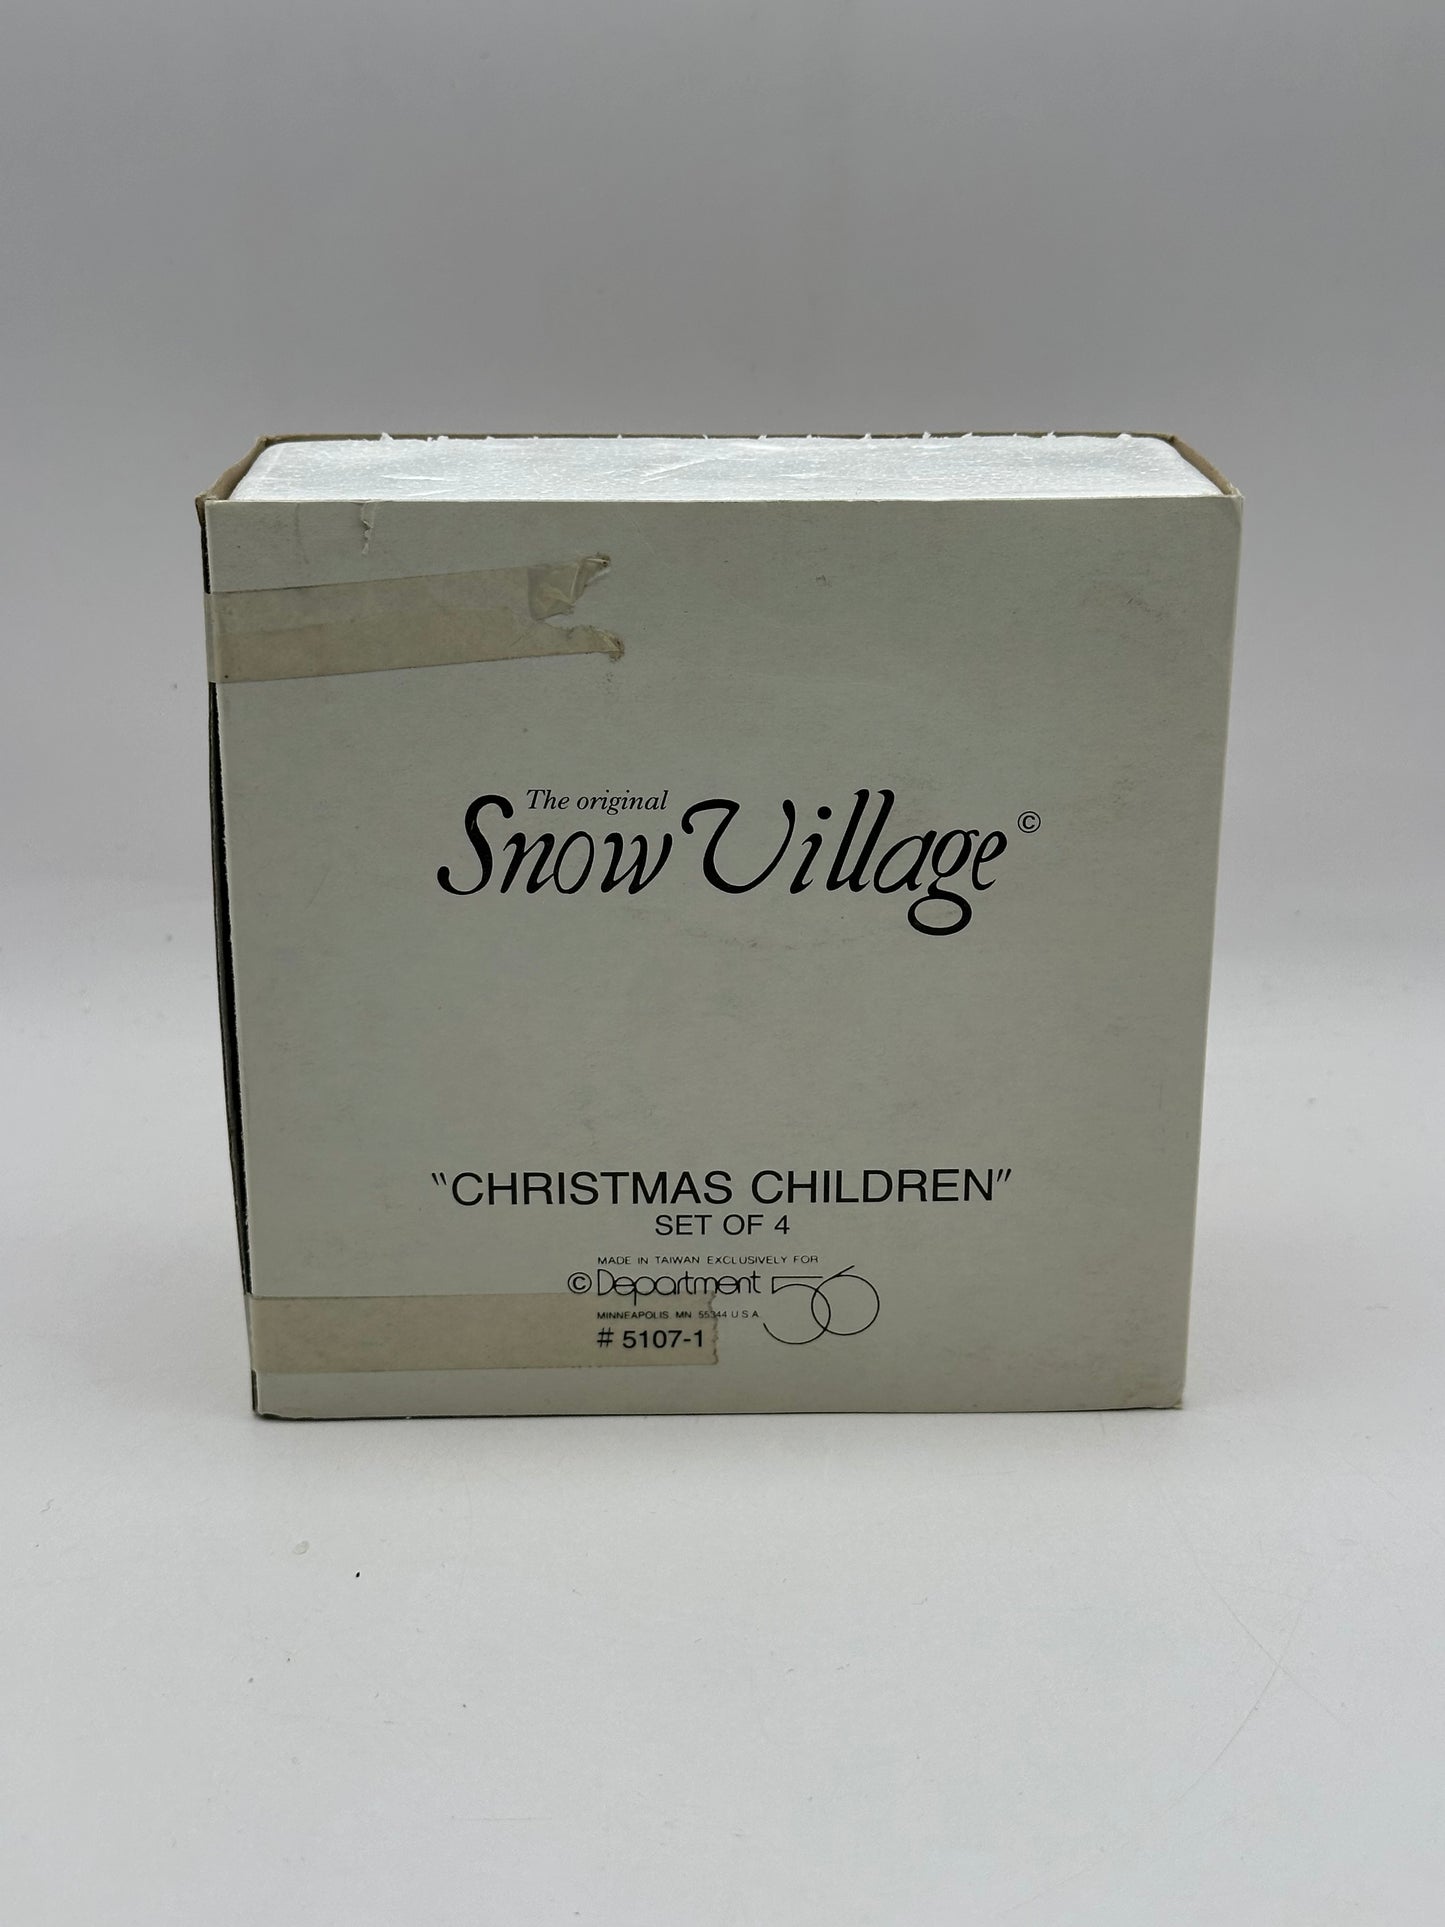 The original
Snow Village ©
"CHRISTMAS CHILDREN"
SET OF 4
MADE IN TAIWAN EXCLUSIVELY FOR
© Department 56
MINNEAPOLIS MN 55344 U S A
# 5107-1